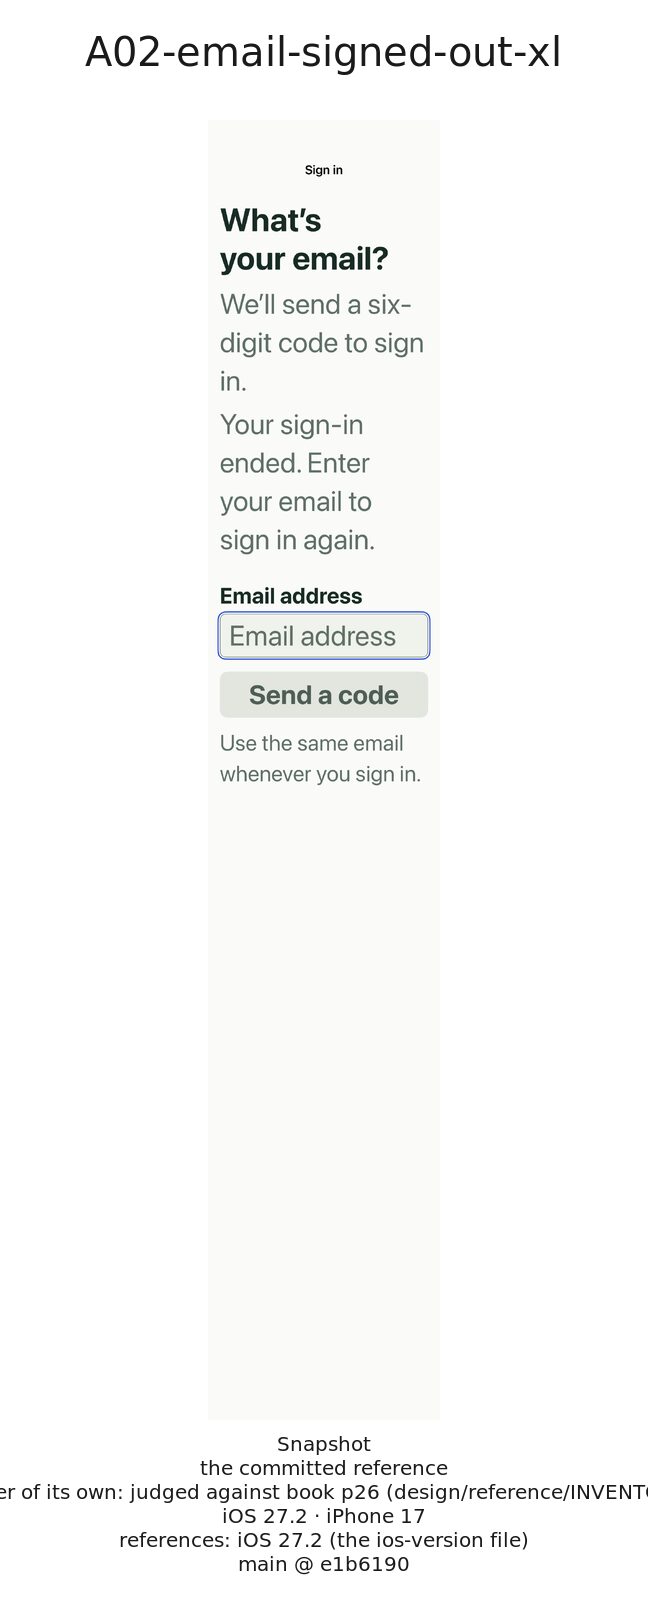 A02-email-signed-out-xl
Sign in
What's
your email?
We'll send a six-
digit code to sign
in.
Your sign-in
ended. Enter
your email to
sign in again.
Email address
Email address
Send a code
Use the same email
whenever you sign in.
Snapshot
the committed reference
of its own: judged against book p26 (design/reference/
iOS 27.2 · iPhone 17
references: iOS 27.2 (the ios-version file)
main @ e1b6190